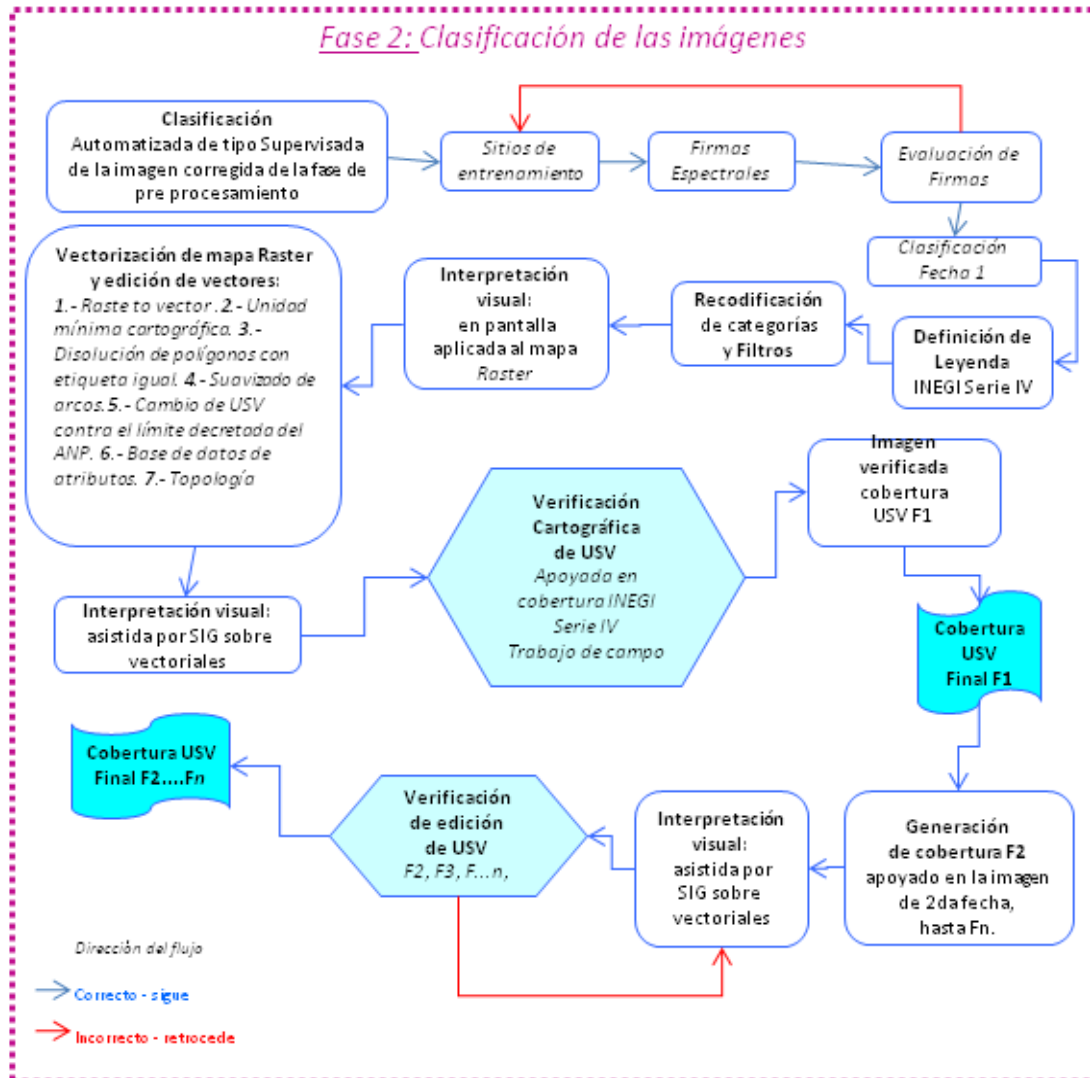 Fase 2: Clasificación de las imágenes
Clasificación
Automatizada de tipo Supervisada
de la imagen corregida de la fase de
pre procesamiento
Sitios de
entrenamiento
Firmas
Espectrales
Evaluación de
Firmas
Clasificación
Fecha 1
Definición de
Leyenda
INEGI Serie IV
Recodificación
de categorías
y Filtros
Interpretación
visual:
en pantalla
aplicada al mapa
Raster
Vectorización de mapa Raster
y edición de vectores:
1.- Raste to vector .2.- Unidad
mínima cartográfica. 3.-
Disolución de polígonos con
etiqueta igual. 4.- Suavizado de
arcos.5.- Cambio de USV
contra el límite decretada del
ANP. 6.- Base de datos de
atributos. 7.- Topología
Interpretación visual:
asistida por SIG sobre
vectoriales
Verificación
Cartográfica
de USV
Apoyada en
cobertura INEGI
Serie IV
Trabajo de campo
Imagen
verificada
cobertura
USV F1
Cobertura
USV
Final F1
Generación
de cobertura F2
apoyado en la imagen
de 2da fecha,
hasta Fn.
Interpretación
visual:
asistida por
SIG sobre
vectoriales
Verificación
de edición
de USV
F2, F3, F...n,
Cobertura USV
Final F2....Fn
Dirección del flujo
Correcto - sigue
Incorrecto - retrocede